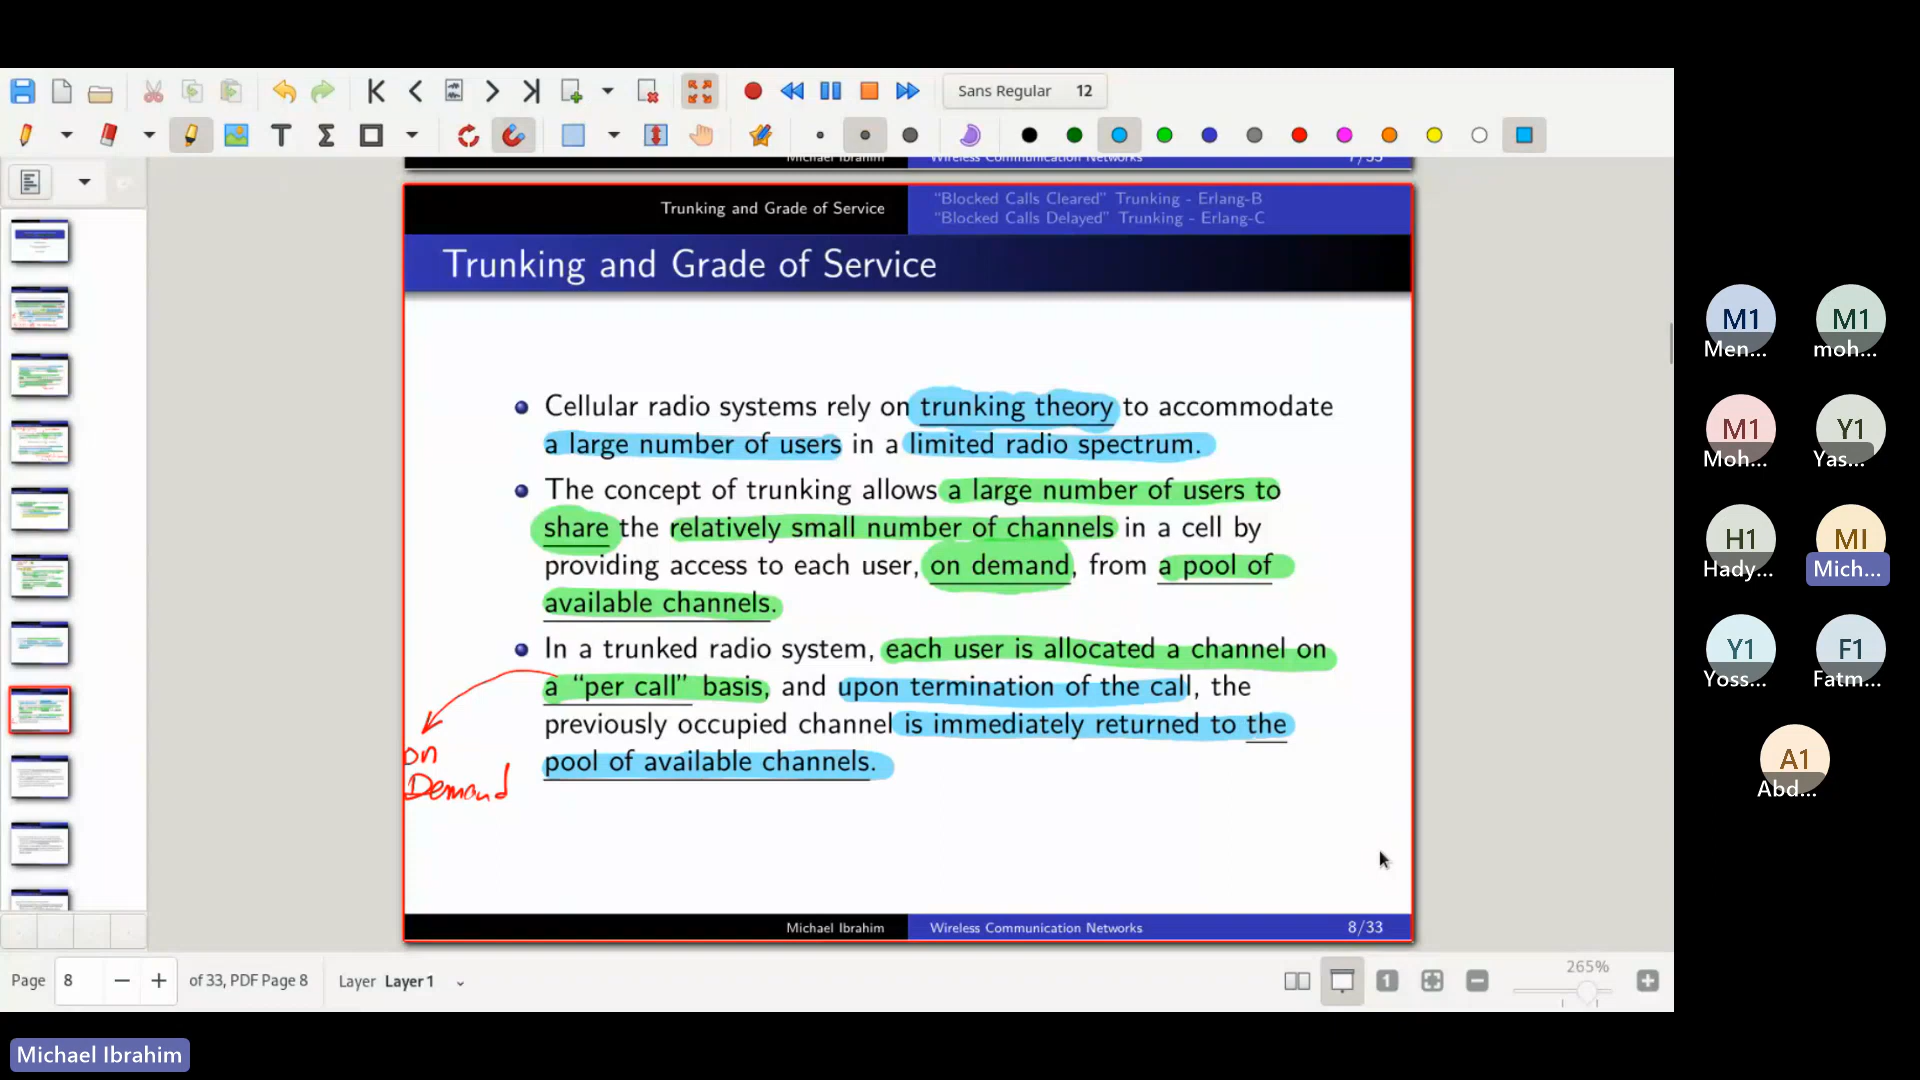 Sans Regular 12
Michael Ibrahim Wireless Communication Networks 7/33
Trunking and Grade of Service
"Blocked Calls Cleared" Trunking - Erlang-B
"Blocked Calls Delayed" Trunking - Erlang-C
Trunking and Grade of Service
Cellular radio systems rely on trunking theory to accommodate
a large number of users in a limited radio spectrum.
The concept of trunking allows a large number of users to
share the relatively small number of channels in a cell by
providing access to each user, on demand, from a pool of
available channels.
In a trunked radio system, each user is allocated a channel on
a "per call" basis, and upon termination of the call, the
previously occupied channel is immediately returned to the
pool of available channels.
on
Demand
Michael Ibrahim Wireless Communication Networks 8/33
Page 8 of 33, PDF Page 8 Layer Layer 1
265%
M1 M1
Men... moh...
M1 Y1
Moh... Yas...
H1 MI
Hady... Mich...
Y1 F1
Yoss... Fatm...
A1
Abd...
Michael Ibrahim